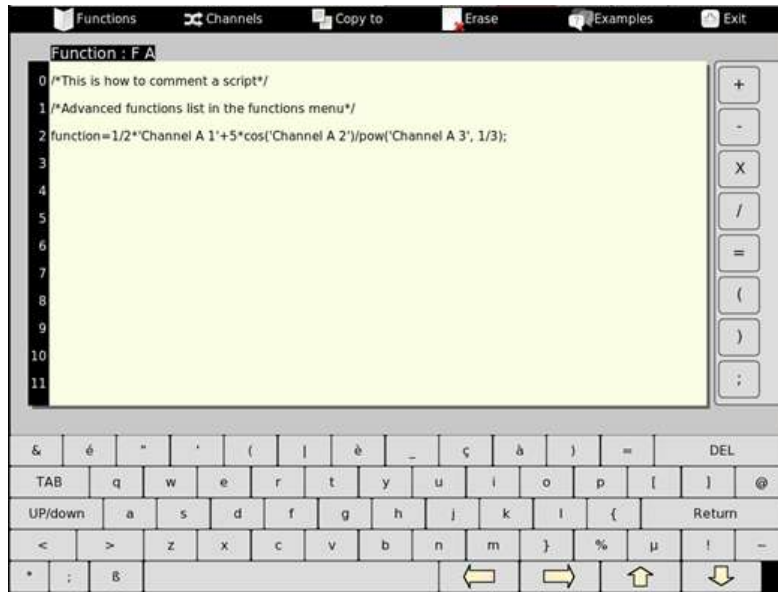 Functions Channels Copy to Erase Examples Exit
Function : F A
0 /*This is how to comment a script*/
1 /*Advanced functions list in the functions menu*/
2 function=1/2*'Channel A 1'+5*cos('Channel A 2')/pow('Channel A 3', 1/3);
3
4
5
6
7
8
9
10
11
+
-
X
/
=
(
)
;
& é " ' ( | è _ ç à ) = DEL
TAB q w e r t y u i o p [ ] @
UP/down a s d f g h j k l { Return
< > z x c v b n m } % µ ! ~
* ; ß